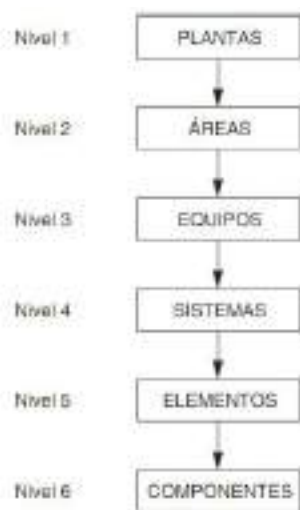 Nivel 1 PLANTAS
Nivel 2 ÁREAS
Nivel 3 EQUIPOS
Nivel 4 SISTEMAS
Nivel 5 ELEMENTOS
Nivel 6 COMPONENTES